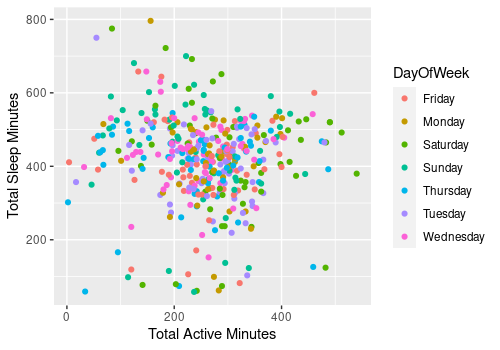 800
600
400
200
0
200
400
Total Sleep Minutes
Total Active Minutes
DayOfWeek
Friday
Monday
Saturday
Sunday
Thursday
Tuesday
Wednesday